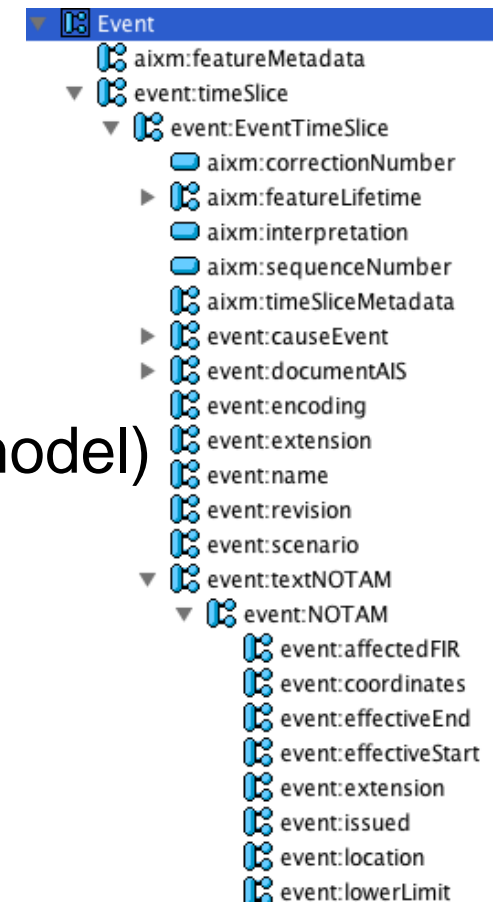 Event
aixm:featureMetadata
event:timeSlice
event:EventTimeSlice
aixm:correctionNumber
aixm:featureLifetime
aixm:interpretation
aixm:sequenceNumber
aixm:timeSliceMetadata
event:causeEvent
event:documentAIS
event:encoding
nodel)
event:extension
event:name
event:revision
event:scenario
event:textNOTAM
event:NOTAM
event:affectedFIR
event:coordinates
event:effectiveEnd
event:effectiveStart
event:extension
event:issued
event:location
event:lowerLimit